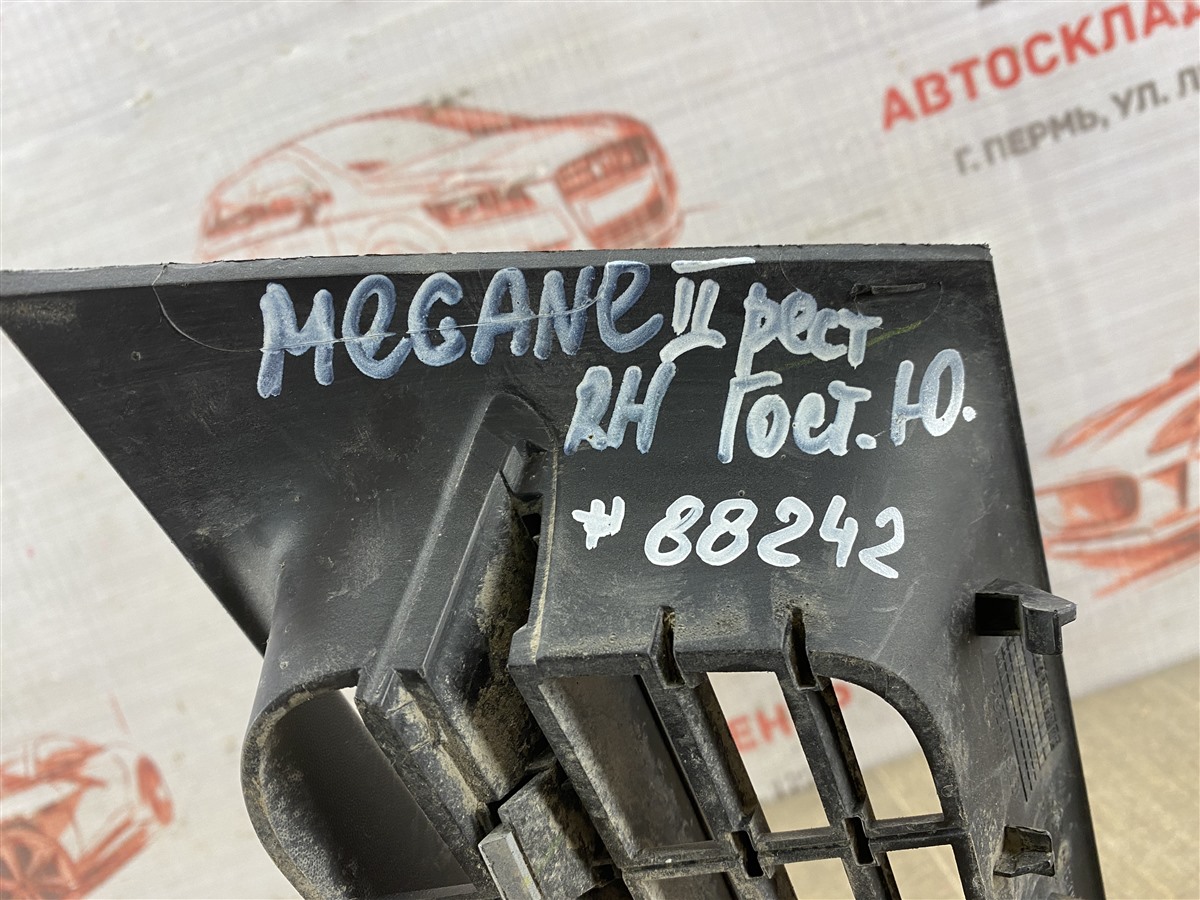 АВТОСКЛАД
Г. ПЕРМЬ, УЛ. Л
MeGANe II рест
RH Гост. Ю.
#88242